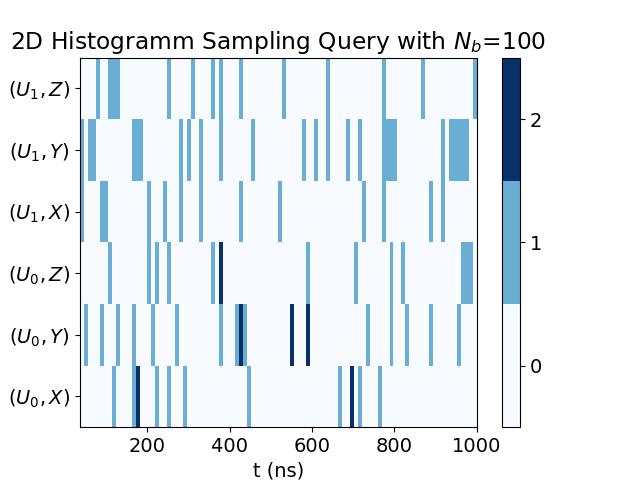 2D Histogramm Sampling Query with N_b=100
(U_1, Z)
(U_1, Y)
(U_1, X)
(U_0, Z)
(U_0, Y)
(U_0, X)
200 400 600 800 1000
t (ns)
2
1
0